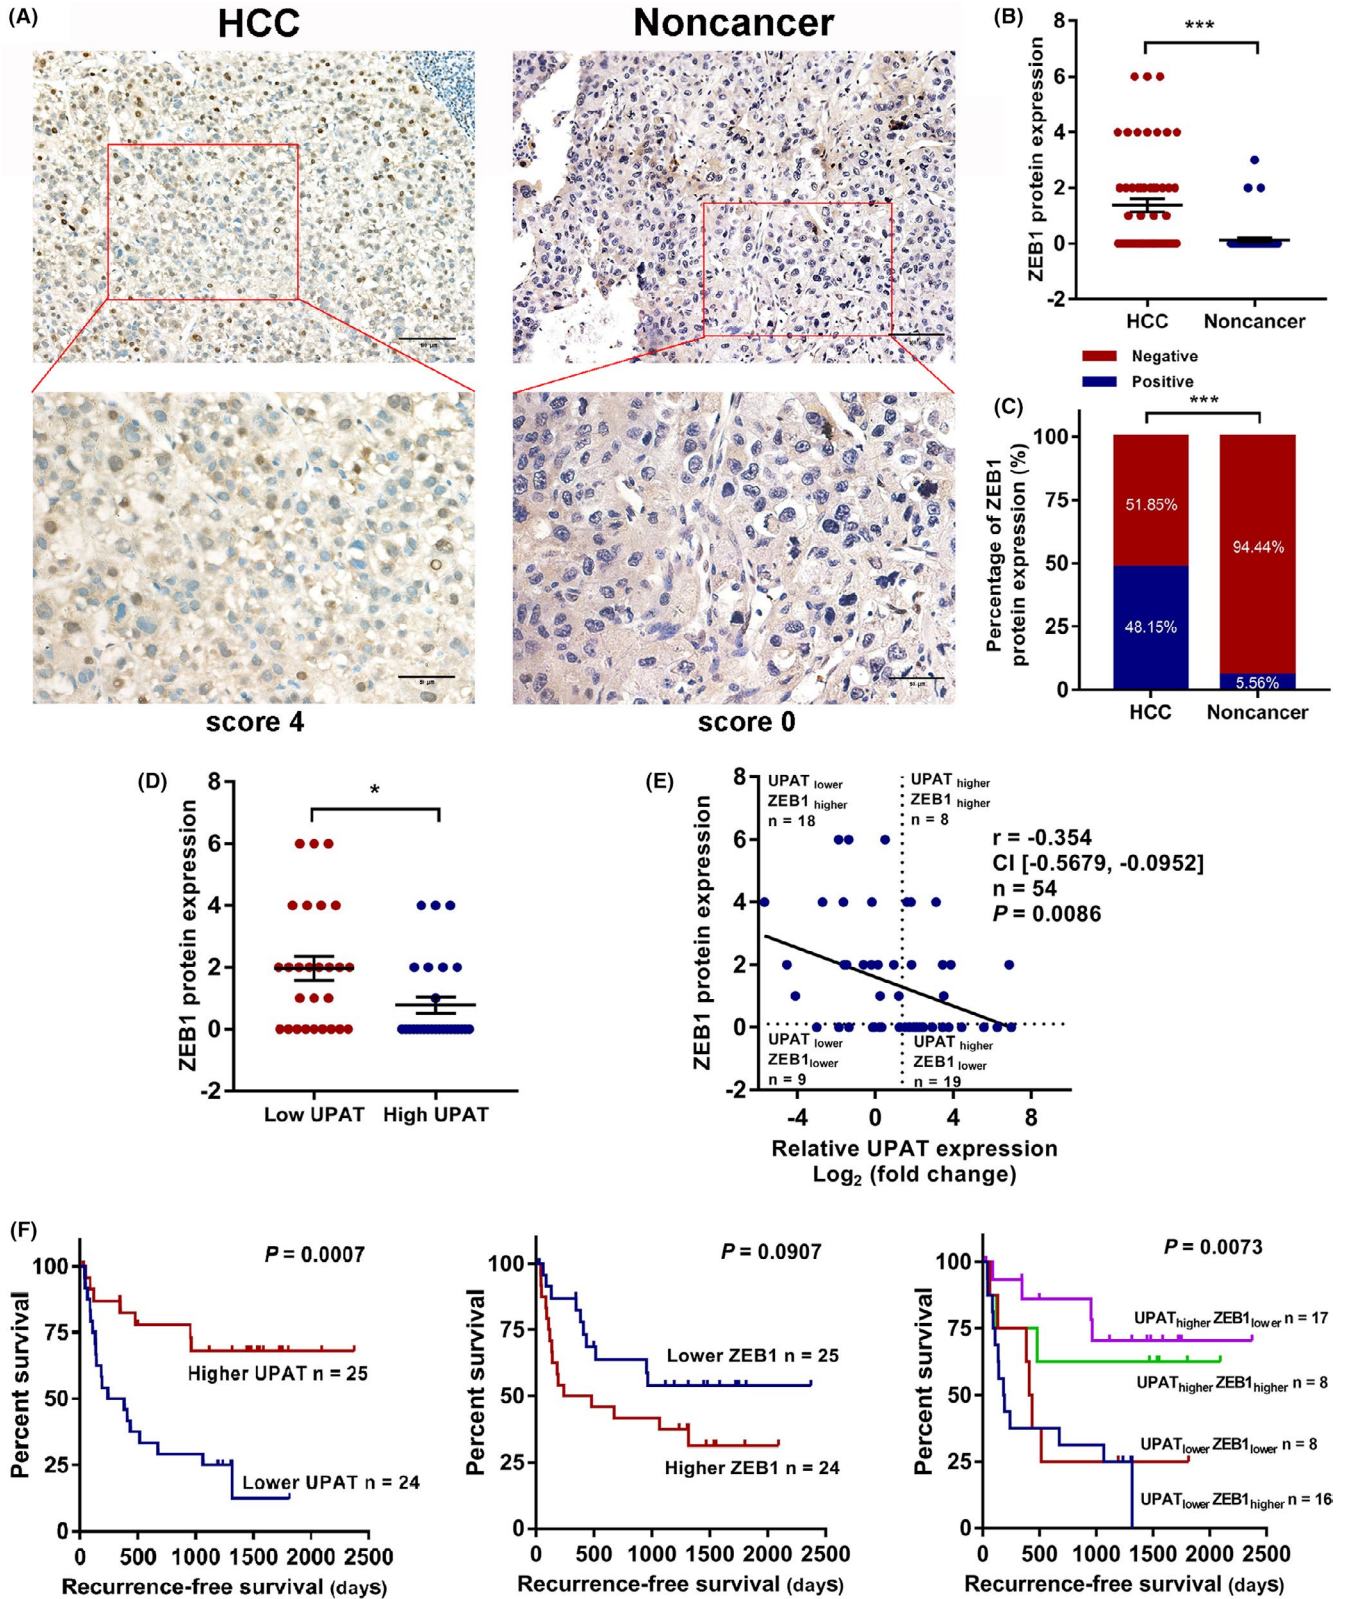 (A)
HCC
Noncancer
score 4
score 0
(B)
ZEB1 protein expression
8
6
4
2
0
-2
***
HCC
Noncancer
Negative
Positive
(C)
Percentage of ZEB1
protein expression (%)
100
75
50
25
0
***
51.85%
48.15%
94.44%
5.56%
HCC
Noncancer
(D)
ZEB1 protein expression
8
6
4
2
0
-2
*
Low UPAT
High UPAT
(E)
ZEB1 protein expression
8
6
4
2
0
-2
UPAT lower
ZEB1 higher
n = 18
UPAT higher
ZEB1 higher
n = 8
r = -0.354
CI [-0.5679, -0.0952]
n = 54
P = 0.0086
UPAT lower
ZEB1lower
n = 9
UPAT higher
ZEB1lower
n = 19
-4 0 4 8
Relative UPAT expression
Log2 (fold change)
(F)
Percent survival
100
75
50
25
0
P = 0.0007
Higher UPAT n = 25
Lower UPAT n = 24
0 500 1000 1500 2000 2500
Recurrence-free survival (days)
Percent survival
100
75
50
25
0
P = 0.0907
Lower ZEB1 n = 25
Higher ZEB1 n = 24
0 500 1000 1500 2000 2500
Recurrence-free survival (days)
Percent survival
100
75
50
25
0
P = 0.0073
UPAThigher ZEB1lower n = 17
UPAThigher ZEB1higher n = 8
UPATlower ZEB1lower n = 8
UPATlower ZEB1higher n = 16
0 500 1000 1500 2000 2500
Recurrence-free survival (days)